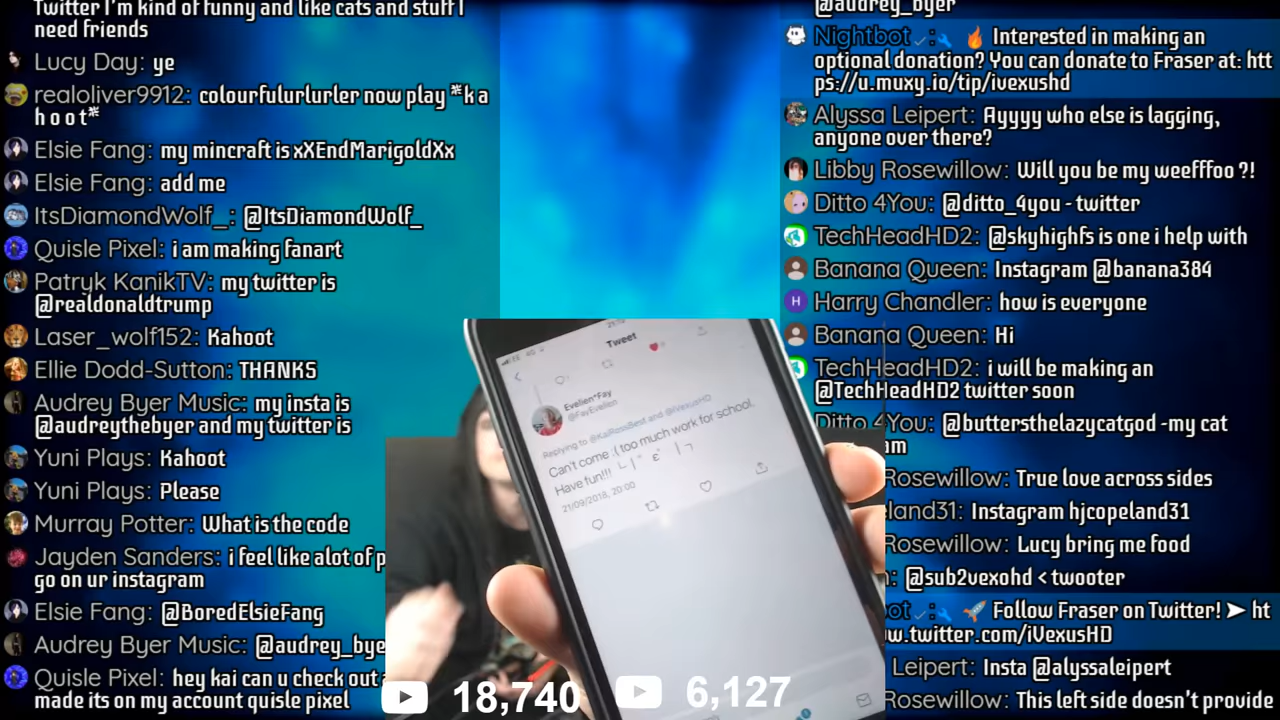 Twitter I'm kind of funny and like cats and stuff I
need friends
Lucy Day: ye
realoliver9912: colourfulurlurler now play *k a
h o o t*
Elsie Fang: my mincraft is xXEndMarigoldXx
Elsie Fang: add me
ItsDiamondWolf_: @ItsDiamondWolf_
Quisle Pixel: i am making fanart
Patryk KanikTV: my twitter is
@realdonaldtrump
Laser_wolf152: Kahoot
Ellie Dodd-Sutton: THANKS
Audrey Byer Music: my insta is
@audreythebyer and my twitter is
Yuni Plays: Kahoot
Yuni Plays: Please
Murray Potter: What is the code
Jayden Sanders: i feel like alot of p
go on ur instagram
Elsie Fang: @BoredElsieFang
Audrey Byer Music: @audrey_bye
Quisle Pixel: hey kai can u check out
made its on my account quisle pixel
Tweet
Evelien*Fay
@FayEvelien
Replying to @KaiRoseBest and @iVexusHD
Can't come :( too much work for school.
Have fun!!!
21/09/2018, 20:00
18,740
6,127
@audrey_byer
Nightbot: Interested in making an
optional donation? You can donate to Fraser at: htt
ps://u.muxy.io/tip/ivexushd
Alyssa Leipert: Ayyyy who else is lagging,
anyone over there?
Libby Rosewillow: Will you be my weefffoo ?!
Ditto 4You: @ditto_4you - twitter
TechHeadHD2: @skyhighfs is one i help with
Banana Queen: Instagram @banana384
H
Harry Chandler: how is everyone
Banana Queen: Hi
TechHeadHD2: i will be making an
@TechHeadHD2 twitter soon
Ditto 4You: @buttersthelazycatgod -my cat
am
Rosewillow: True love across sides
eland31: Instagram hjcopeland31
Rosewillow: Lucy bring me food
: @sub2vexohd < twooter
bot: Follow Fraser on Twitter! ➤ ht
w.twitter.com/iVexusHD
Leipert: Insta @alyssaleipert
Rosewillow: This left side doesn't provide